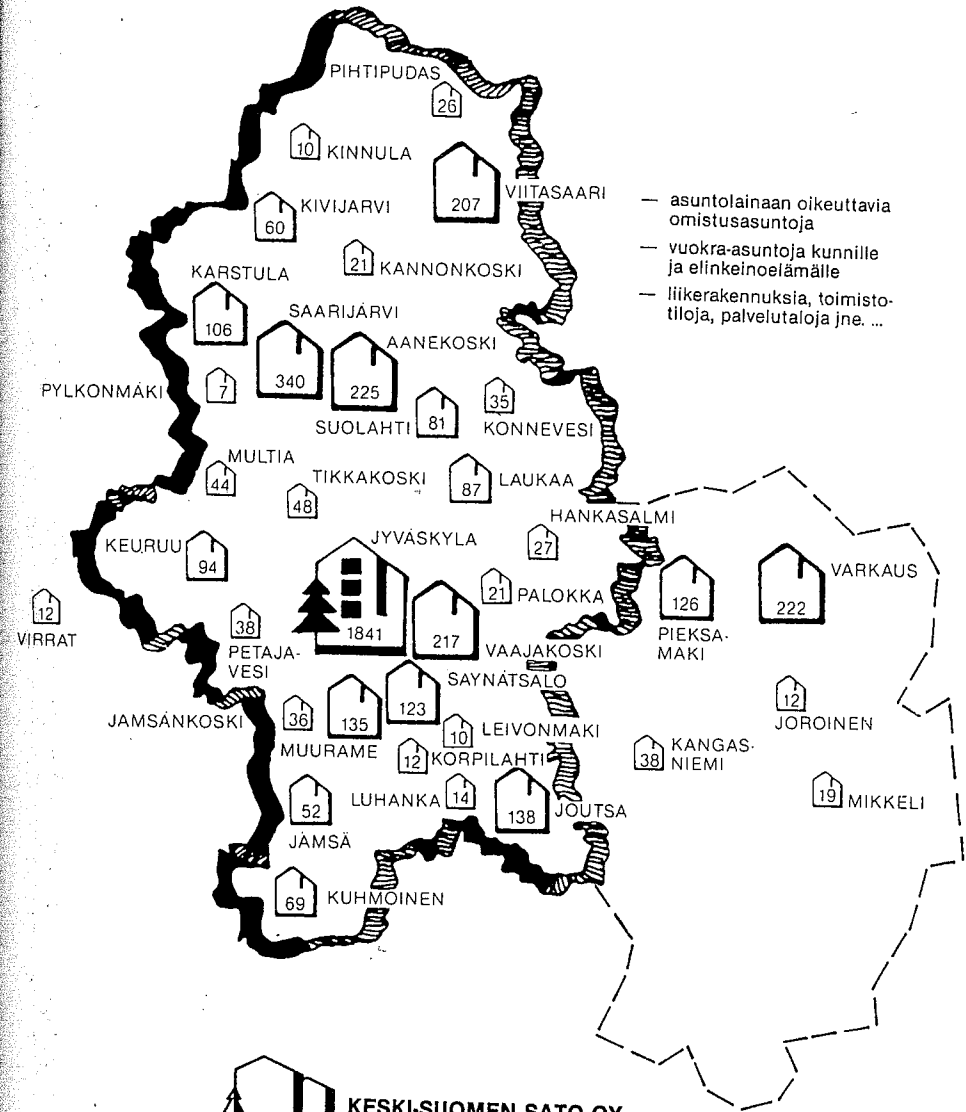 PIHTIPUDAS
26
10
KINNULA
207
VIITASAARI
60
KIVIJARVI
— asuntolainaan oikeuttavia
omistusasuntoja
— vuokra-asuntoja kunnille
ja elinkeinoelämälle
— liikerakennuksia, toimisto-
tiloja, palvelutaloja jne. ...
21
KANNONKOSKI
KARSTULA
106
SAARIJÄRVI
340
AANEKOSKI
225
PYLKONMÄKI
7
SUOLAHTI
81
35
KONNEVESI
MULTIA
44
TIKKAKOSKI
48
87
LAUKAA
HANKASALMI
27
KEURUU
94
JYVÄSKYLA
1841
21
PALOKKA
217
VAAJAKOSKI
126
PIEKSA-
MAKI
222
VARKAUS
12
VIRRAT
38
PETAJA-
VESI
SAYNÄTSALO
123
JAMSÄNKOSKI
36
135
MUURAME
10
LEIVONMAKI
12
KORPILAHTI
12
JOROINEN
38
KANGAS-
NIEMI
19
MIKKELI
52
JÄMSÄ
LUHANKA
14
138
JOUTSA
69
KUHMOINEN
KESKI-SUOMEN SATO OY